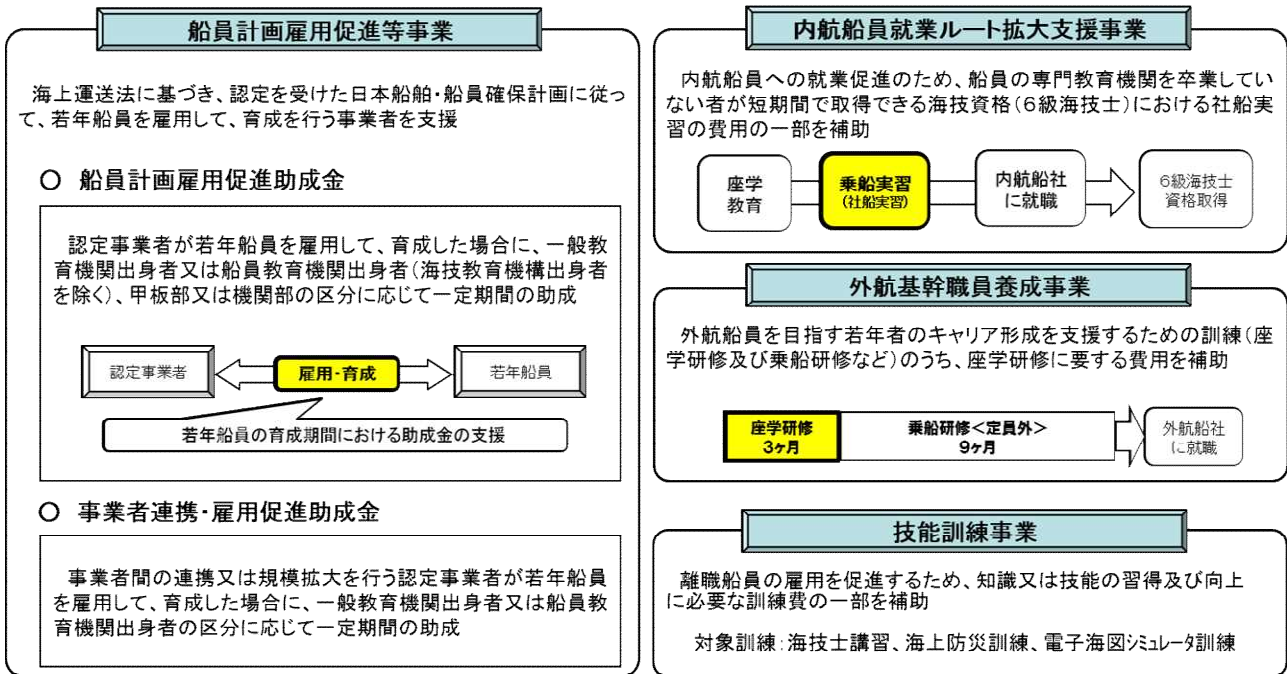 船員計画雇用促進等事業
海上運送法に基づき、認定を受けた日本船舶・船員確保計画に従っ
て、若年船員を雇用して、育成を行う事業者を支援
○ 船員計画雇用促進助成金
認定事業者が若年船員を雇用して、育成した場合に、一般教
育機関出身者又は船員教育機関出身者(海技教育機構出身者
を除く)、甲板部又は機関部の区分に応じて一定期間の助成
認定事業者
雇用・育成
若年船員
若年船員の育成期間における助成金の支援
○ 事業者連携・雇用促進助成金
事業者間の連携又は規模拡大を行う認定事業者が若年船員
を雇用して、育成した場合に、一般教育機関出身者又は船員教
育機関出身者の区分に応じて一定期間の助成
内航船員就業ルート拡大支援事業
内航船員への就業促進のため、船員の専門教育機関を卒業してい
ない者が短期間で取得できる海技資格(6級海技士)における社船実
習の費用の一部を補助
座学
教育
乗船実習
(社船実習)
内航船社
に就職
6級海技士
資格取得
外航基幹職員養成事業
外航船員を目指す若年者のキャリア形成を支援するための訓練(座
学研修及び乗船研修など)のうち、座学研修に要する費用を補助
座学研修
3ヶ月
乗船研修<定員外>
9ヶ月
外航船社
に就職
技能訓練事業
離職船員の雇用を促進するため、知識又は技能の習得及び向上
に必要な訓練費の一部を補助
対象訓練:海技士講習、海上防災訓練、電子海図シミュレータ訓練